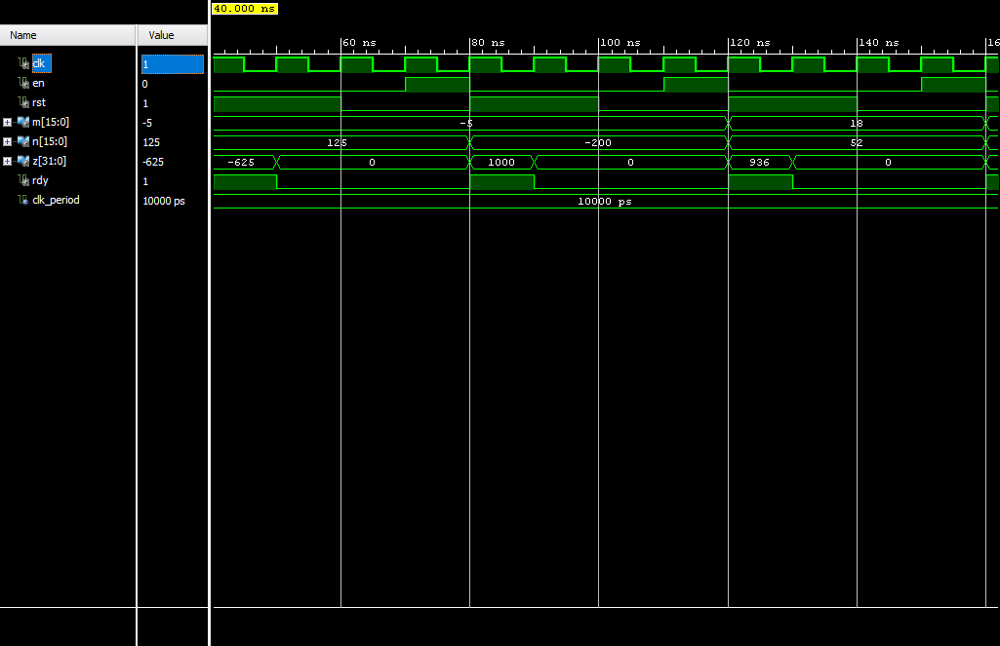 40.000 ns
Name Value
60 ns 80 ns 100 ns 120 ns 140 ns 16
clk 1
en 0
rst 1
m[15:0] -5 -5 18
n[15:0] 125 125 -200 52
z[31:0] -625 -625 0 1000 0 936 0
rdy 1
clk_period 10000 ps 10000 ps